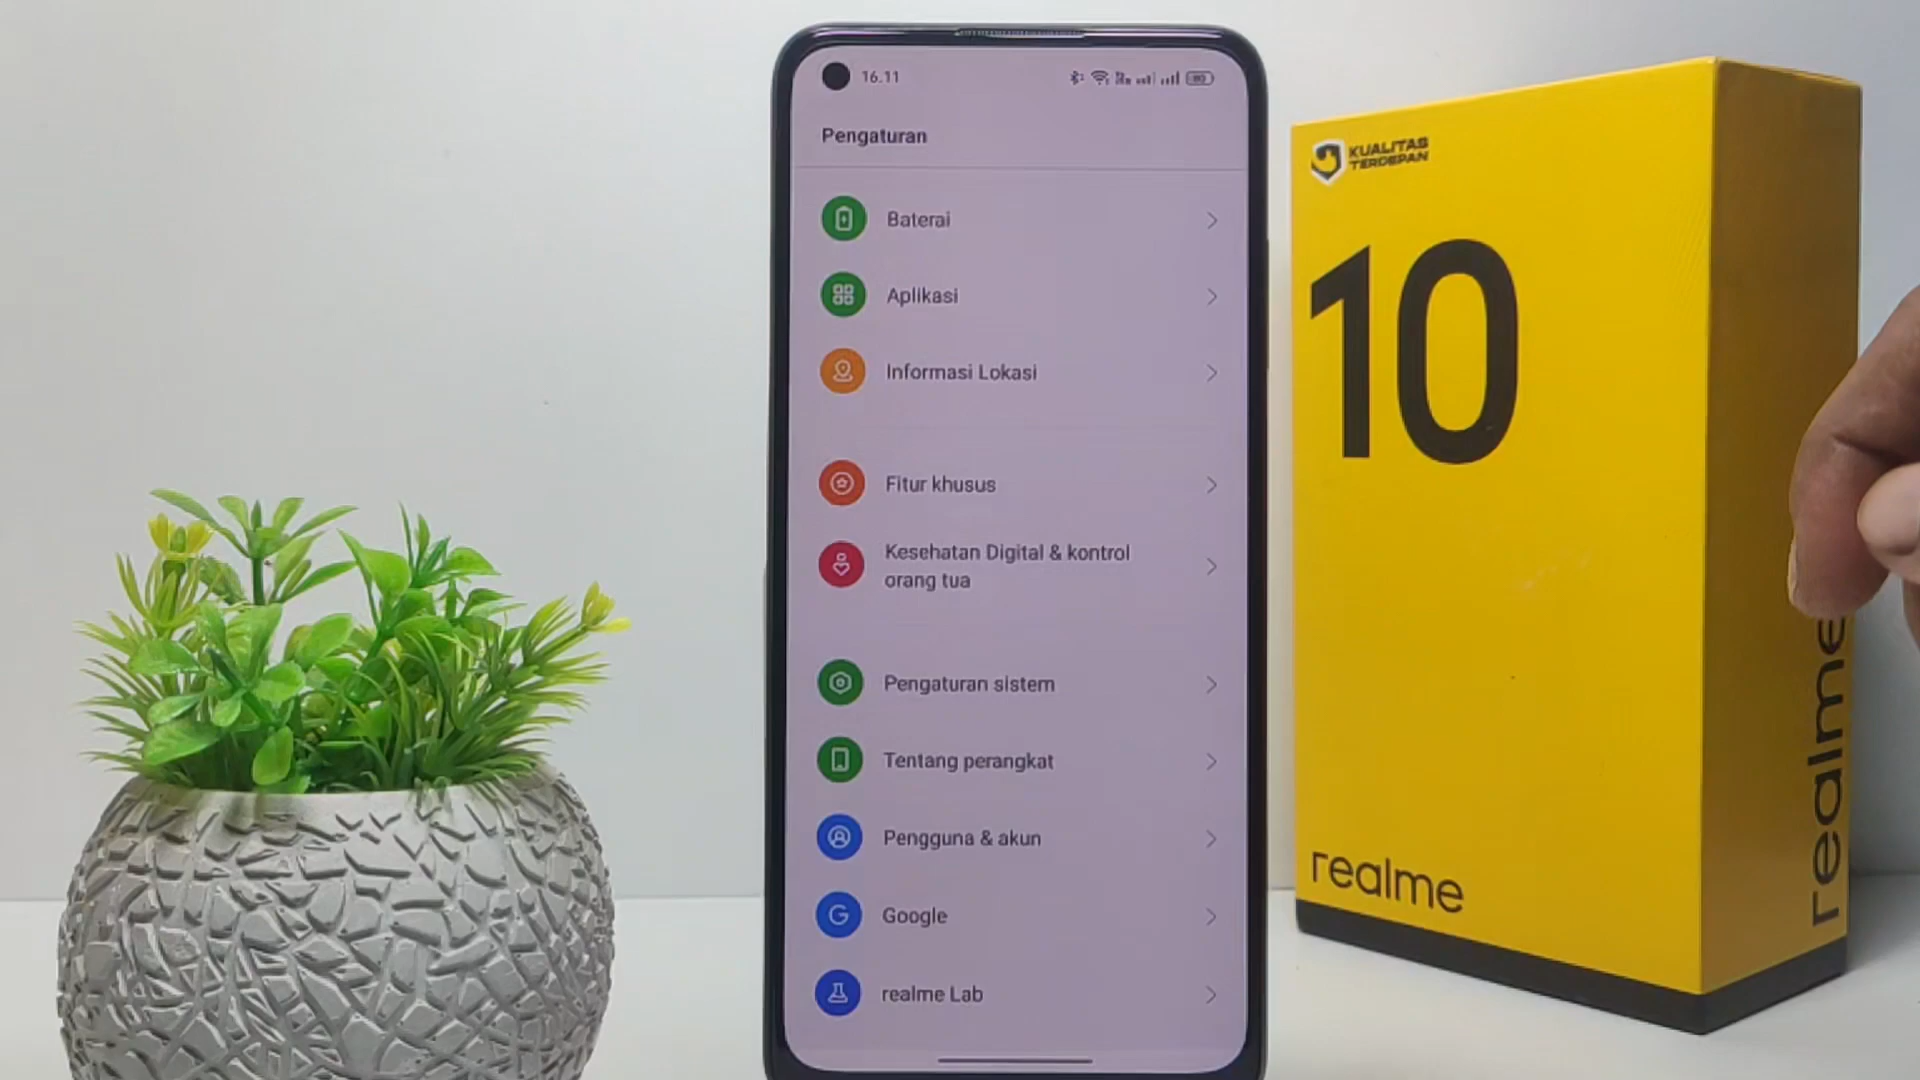 16.11
Pengaturan
Baterai
Aplikasi
Informasi Lokasi
Fitur khusus
Kesehatan Digital & kontrol
orang tua
Pengaturan sistem
Tentang perangkat
Pengguna & akun
Google
realme Lab
KUALITAS
TERDEPAN
10
realme
realme